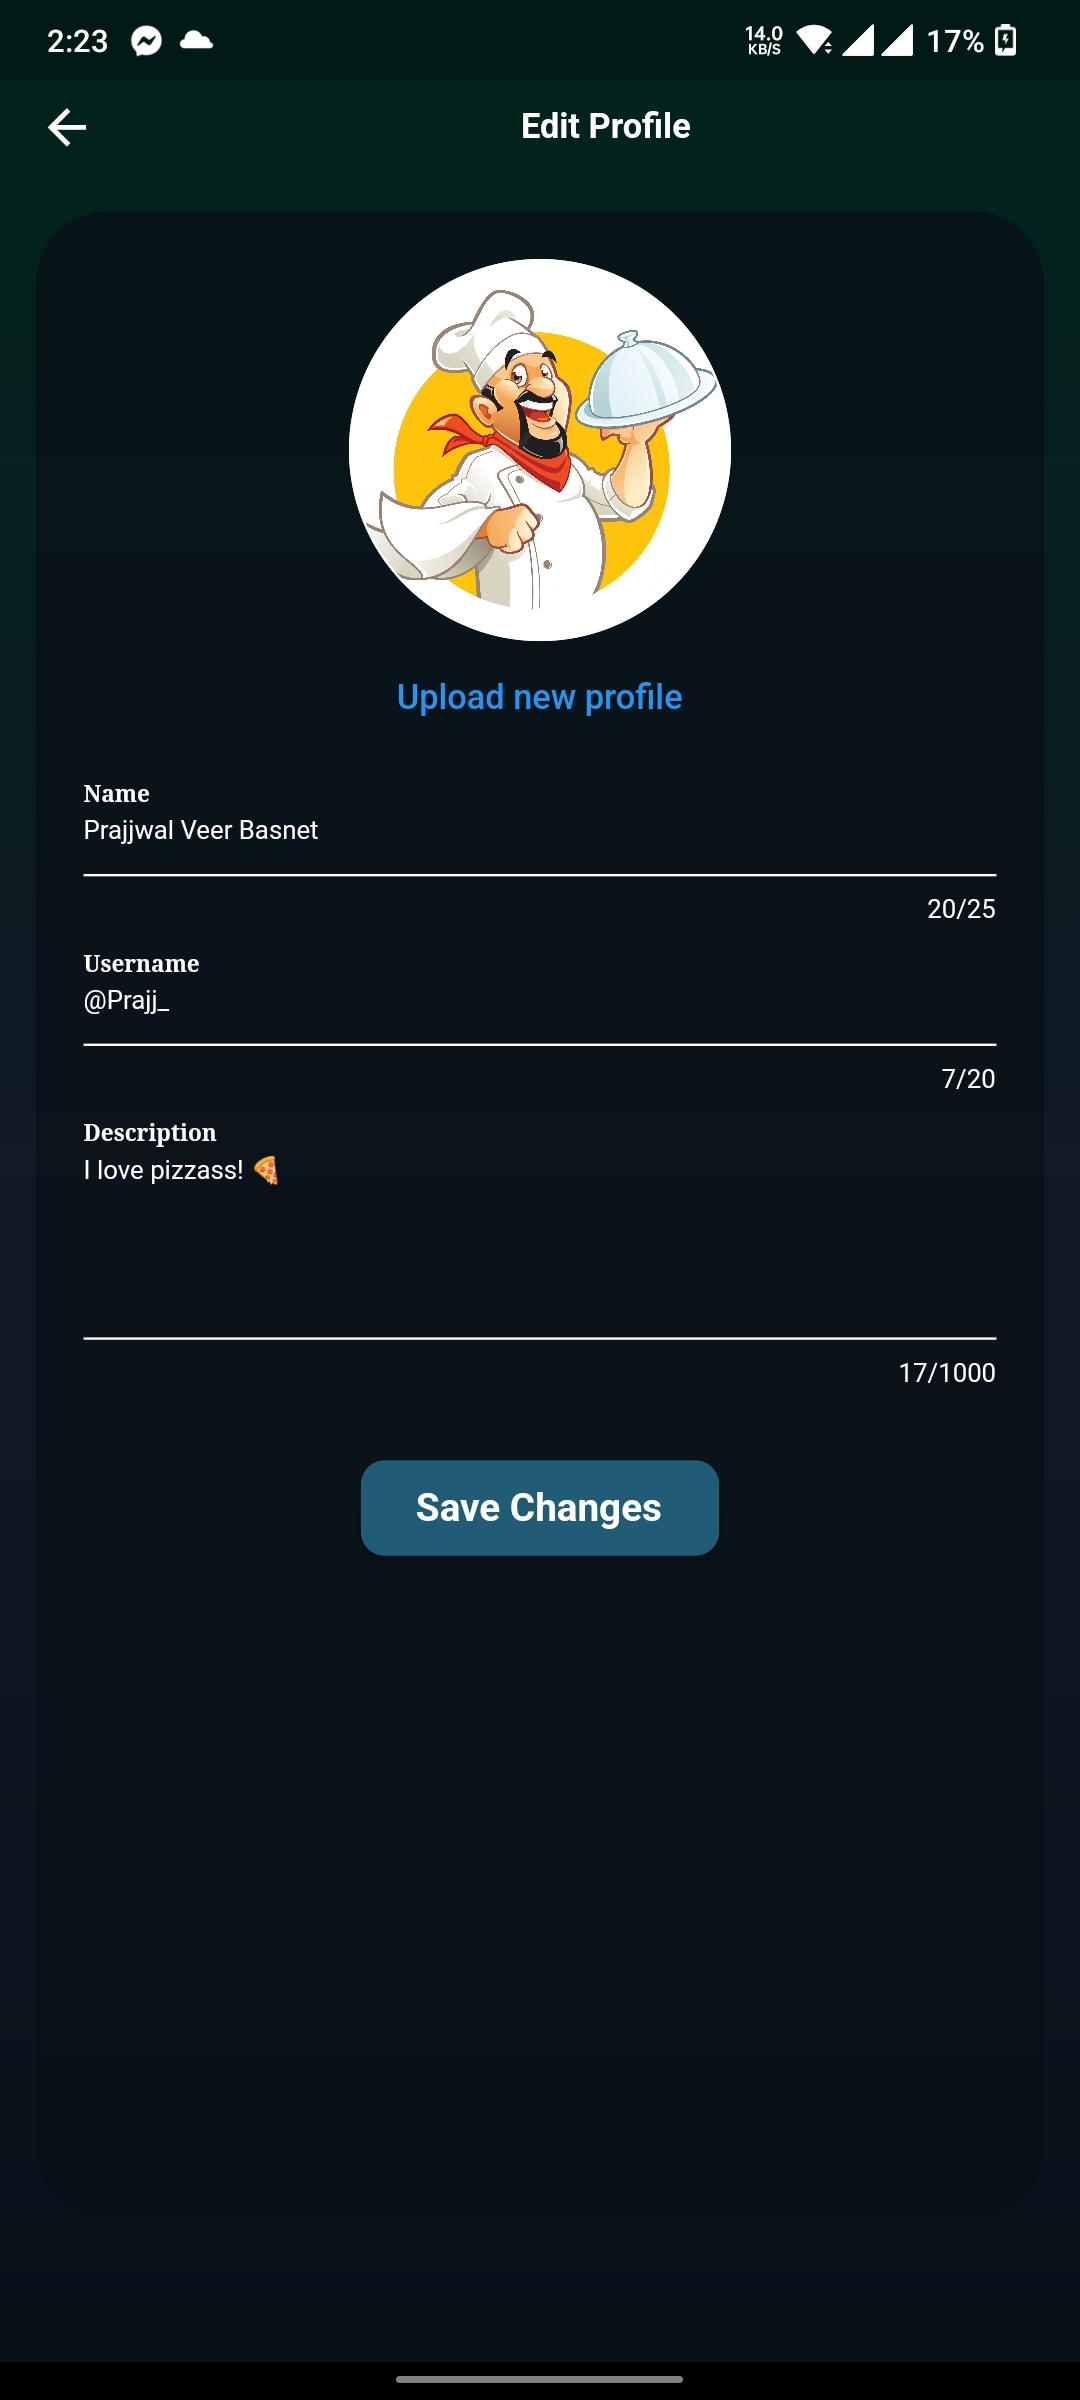 2:23 14.0 KB/S 17%
Edit Profile
Upload new profile
Name
Prajjwal Veer Basnet
20/25
Username
@Prajj_
7/20
Description
I love pizzass! 🍕
17/1000
Save Changes